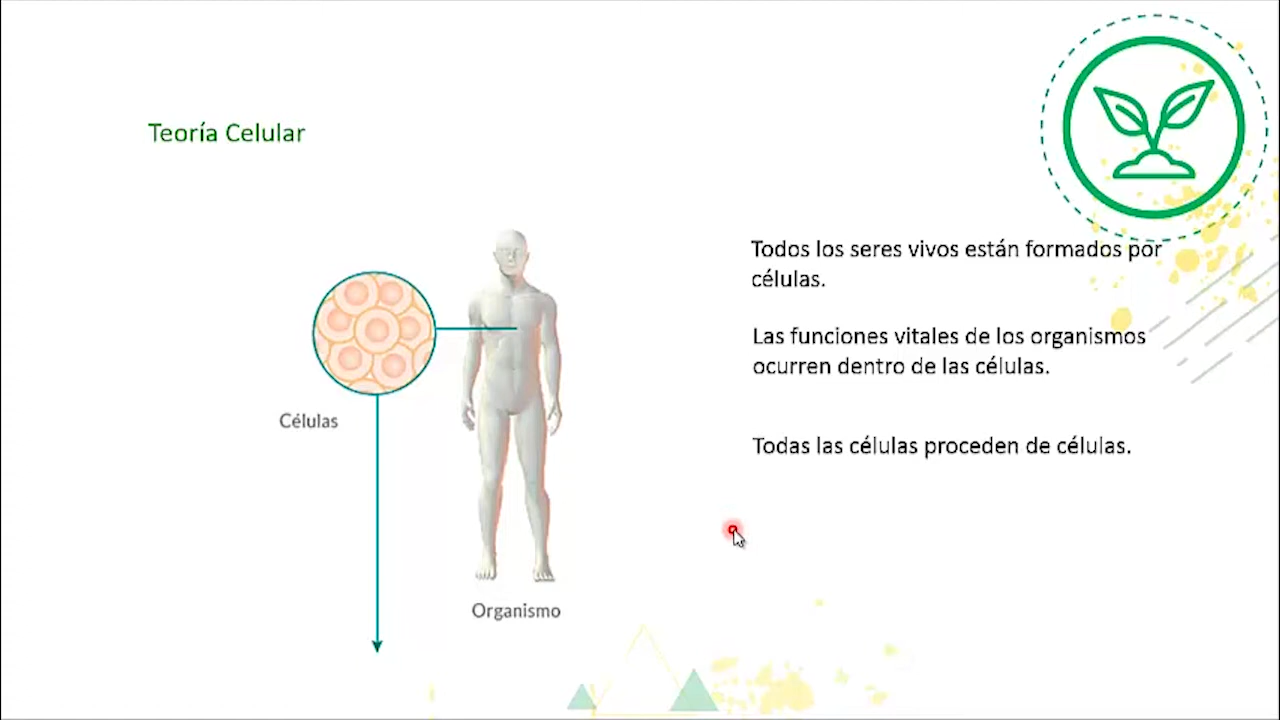 Teoría Celular
Todos los seres vivos están formados por
células.
Las funciones vitales de los organismos
ocurren dentro de las células.
Células
Todas las células proceden de células.
Organismo